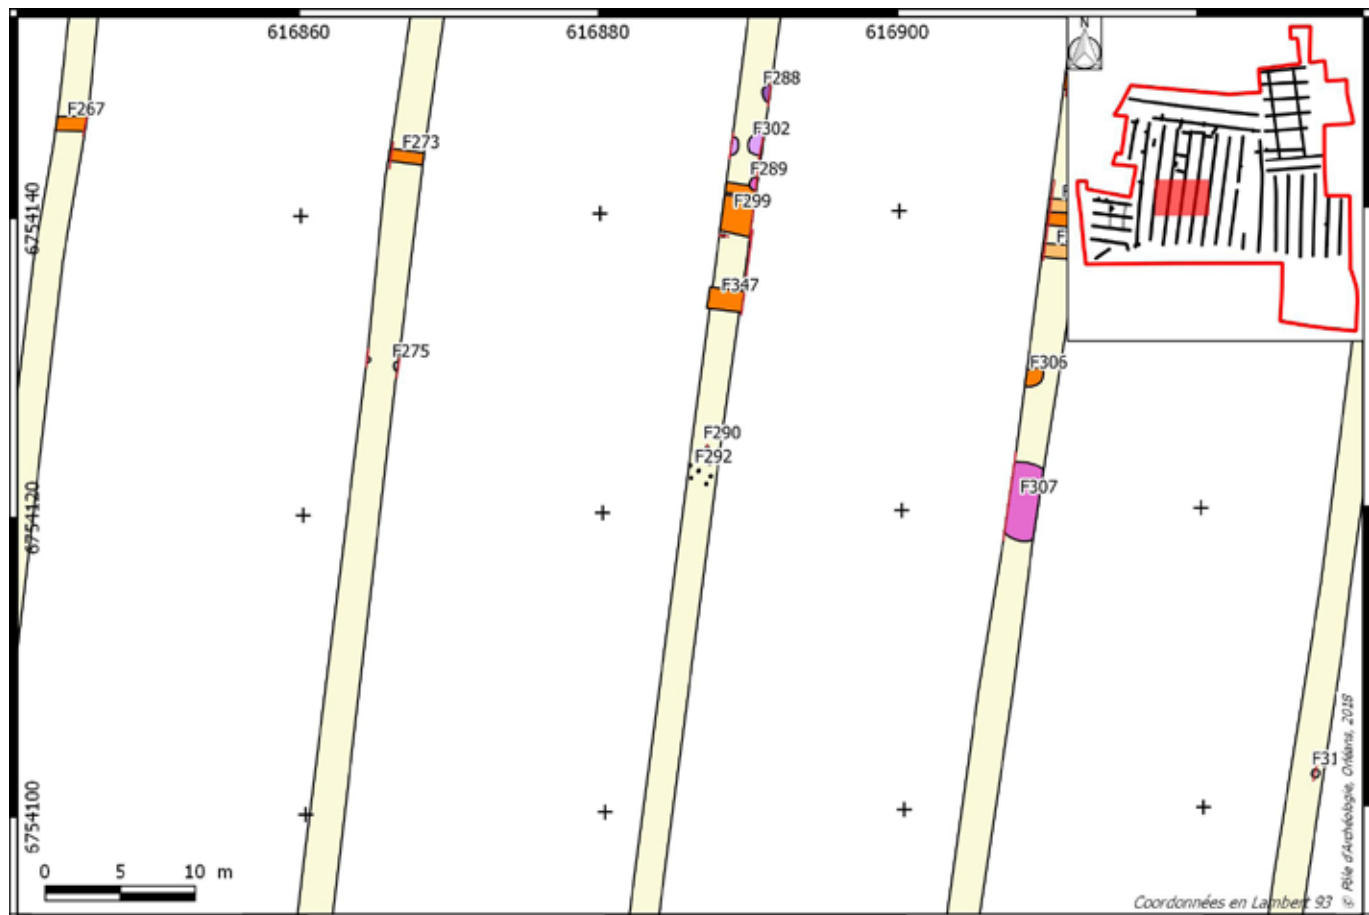 616860
616880
616900
N
F288
F267
F302
F273
F289
6754140
F299
F347
F275
F306
F290
F292
F307
6754120
F31
6754100
0 5 10 m
Coordonnées en Lambert 93
© Pôle d'Archéologie, Orléans, 2018